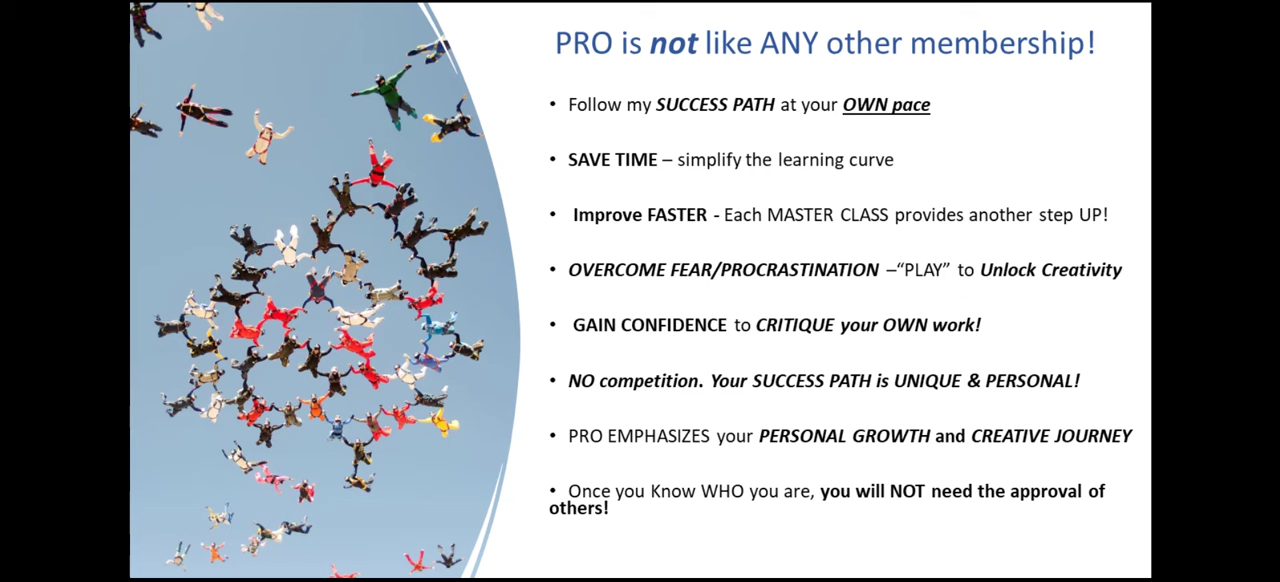 PRO is not like ANY other membership!
• Follow my SUCCESS PATH at your OWN pace
• SAVE TIME – simplify the learning curve
• Improve FASTER - Each MASTER CLASS provides another step UP!
• OVERCOME FEAR/PROCRASTINATION –“PLAY” to Unlock Creativity
• GAIN CONFIDENCE to CRITIQUE your OWN work!
• NO competition. Your SUCCESS PATH is UNIQUE & PERSONAL!
• PRO EMPHASIZES your PERSONAL GROWTH and CREATIVE JOURNEY
• Once you Know WHO you are, you will NOT need the approval of
others!